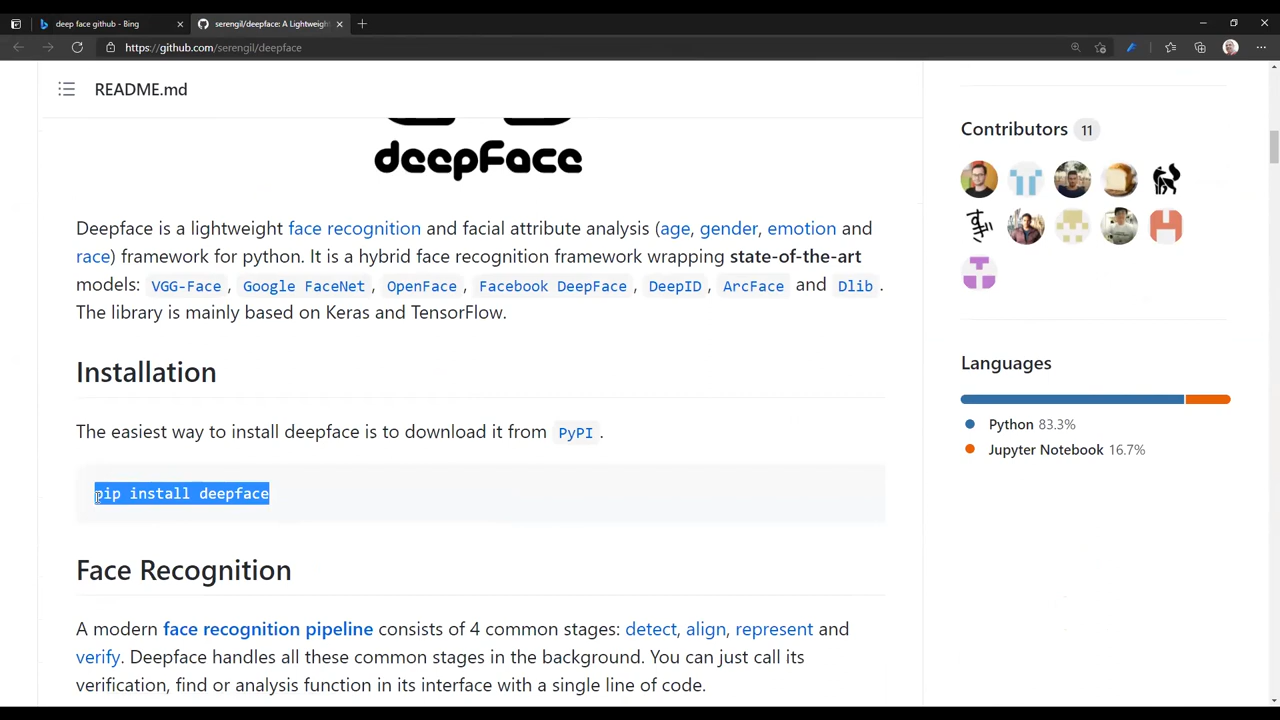 deep face github - Bing
serengil/deepface: A Lightweigh
https://github.com/serengil/deepface
README.md
deepface
Deepface is a lightweight face recognition and facial attribute analysis (age, gender, emotion and
race) framework for python. It is a hybrid face recognition framework wrapping state-of-the-art
models: VGG-Face , Google FaceNet , OpenFace , Facebook DeepFace , DeepID , ArcFace and Dlib .
The library is mainly based on Keras and TensorFlow.
Installation
The easiest way to install deepface is to download it from PyPI .
pip install deepface
Face Recognition
A modern face recognition pipeline consists of 4 common stages: detect, align, represent and
verify. Deepface handles all these common stages in the background. You can just call its
verification, find or analysis function in its interface with a single line of code.
Contributors 11
Languages
Python 83.3%
Jupyter Notebook 16.7%